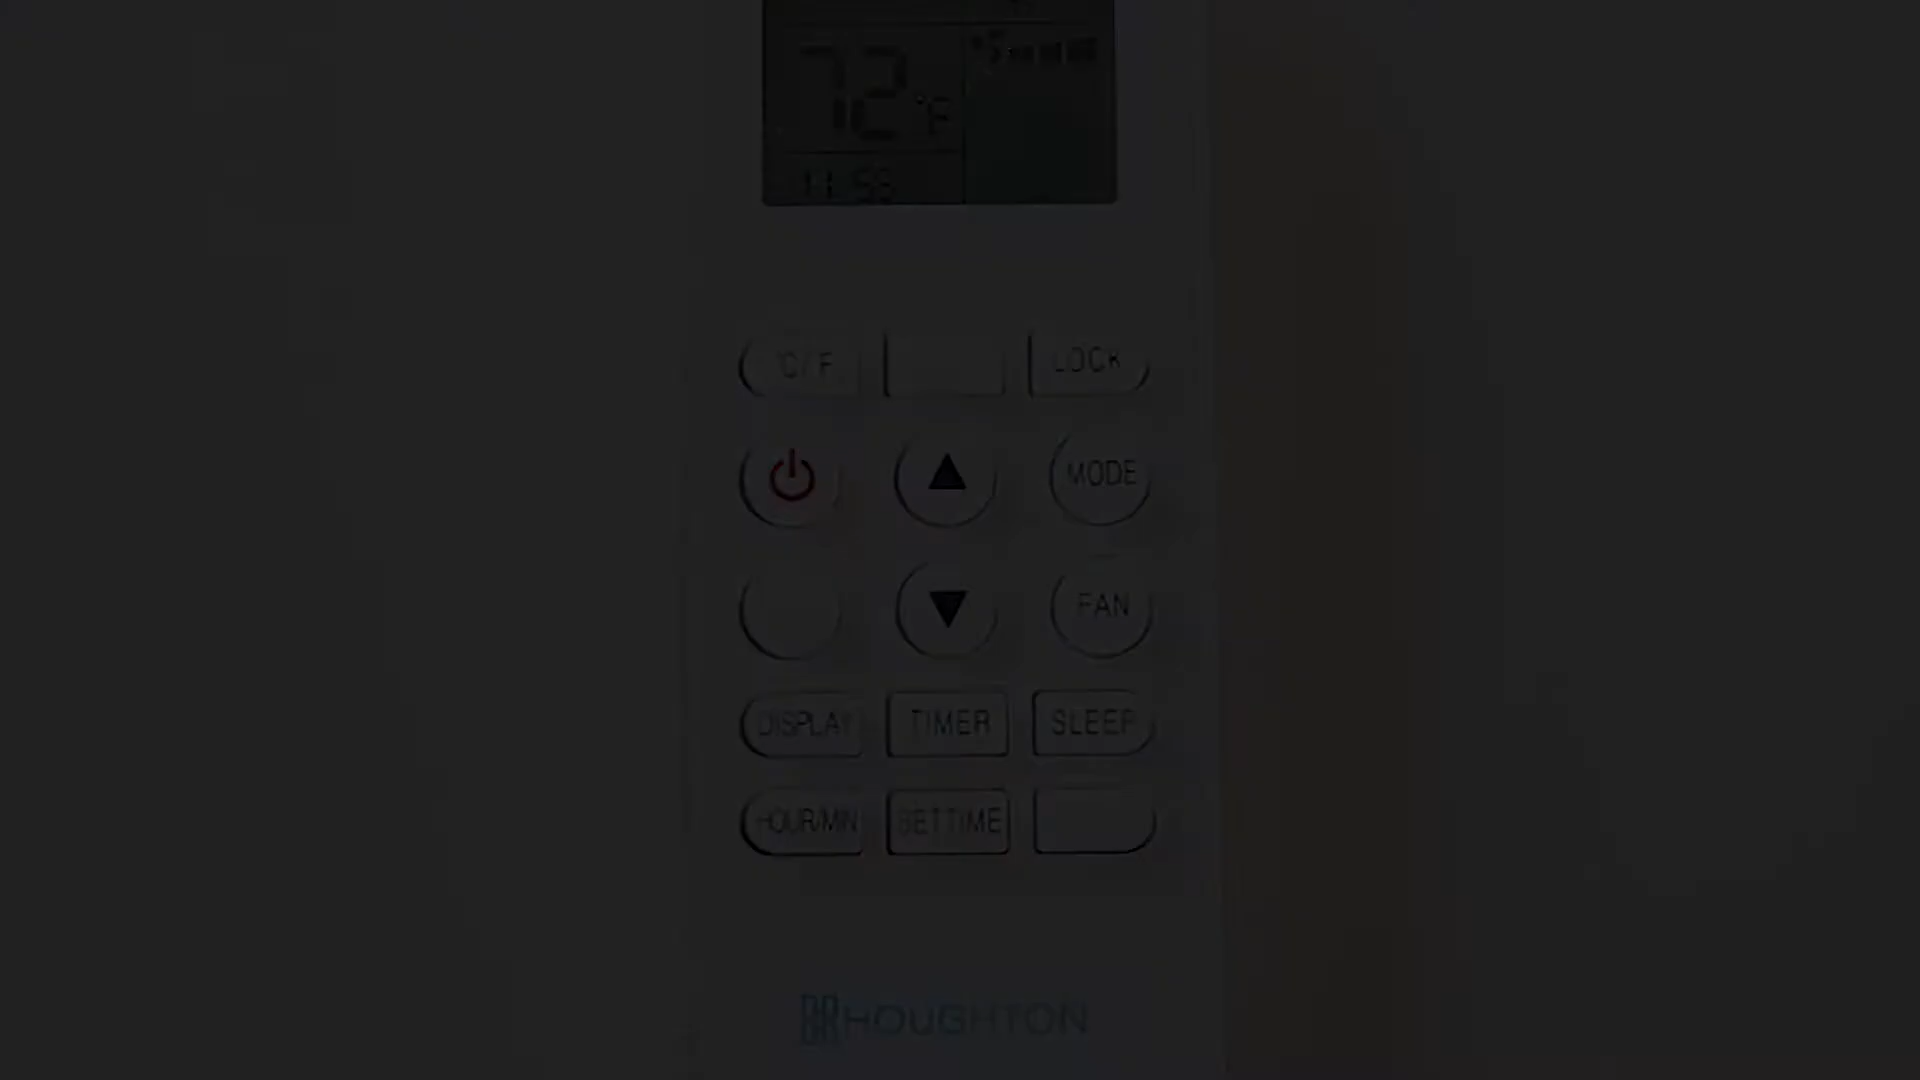 72°F
11:55
°C/°F LOCK
MODE
FAN
DISPLAY TIMER SLEEP
HOUR/MIN SETTIME
HOUGHTON